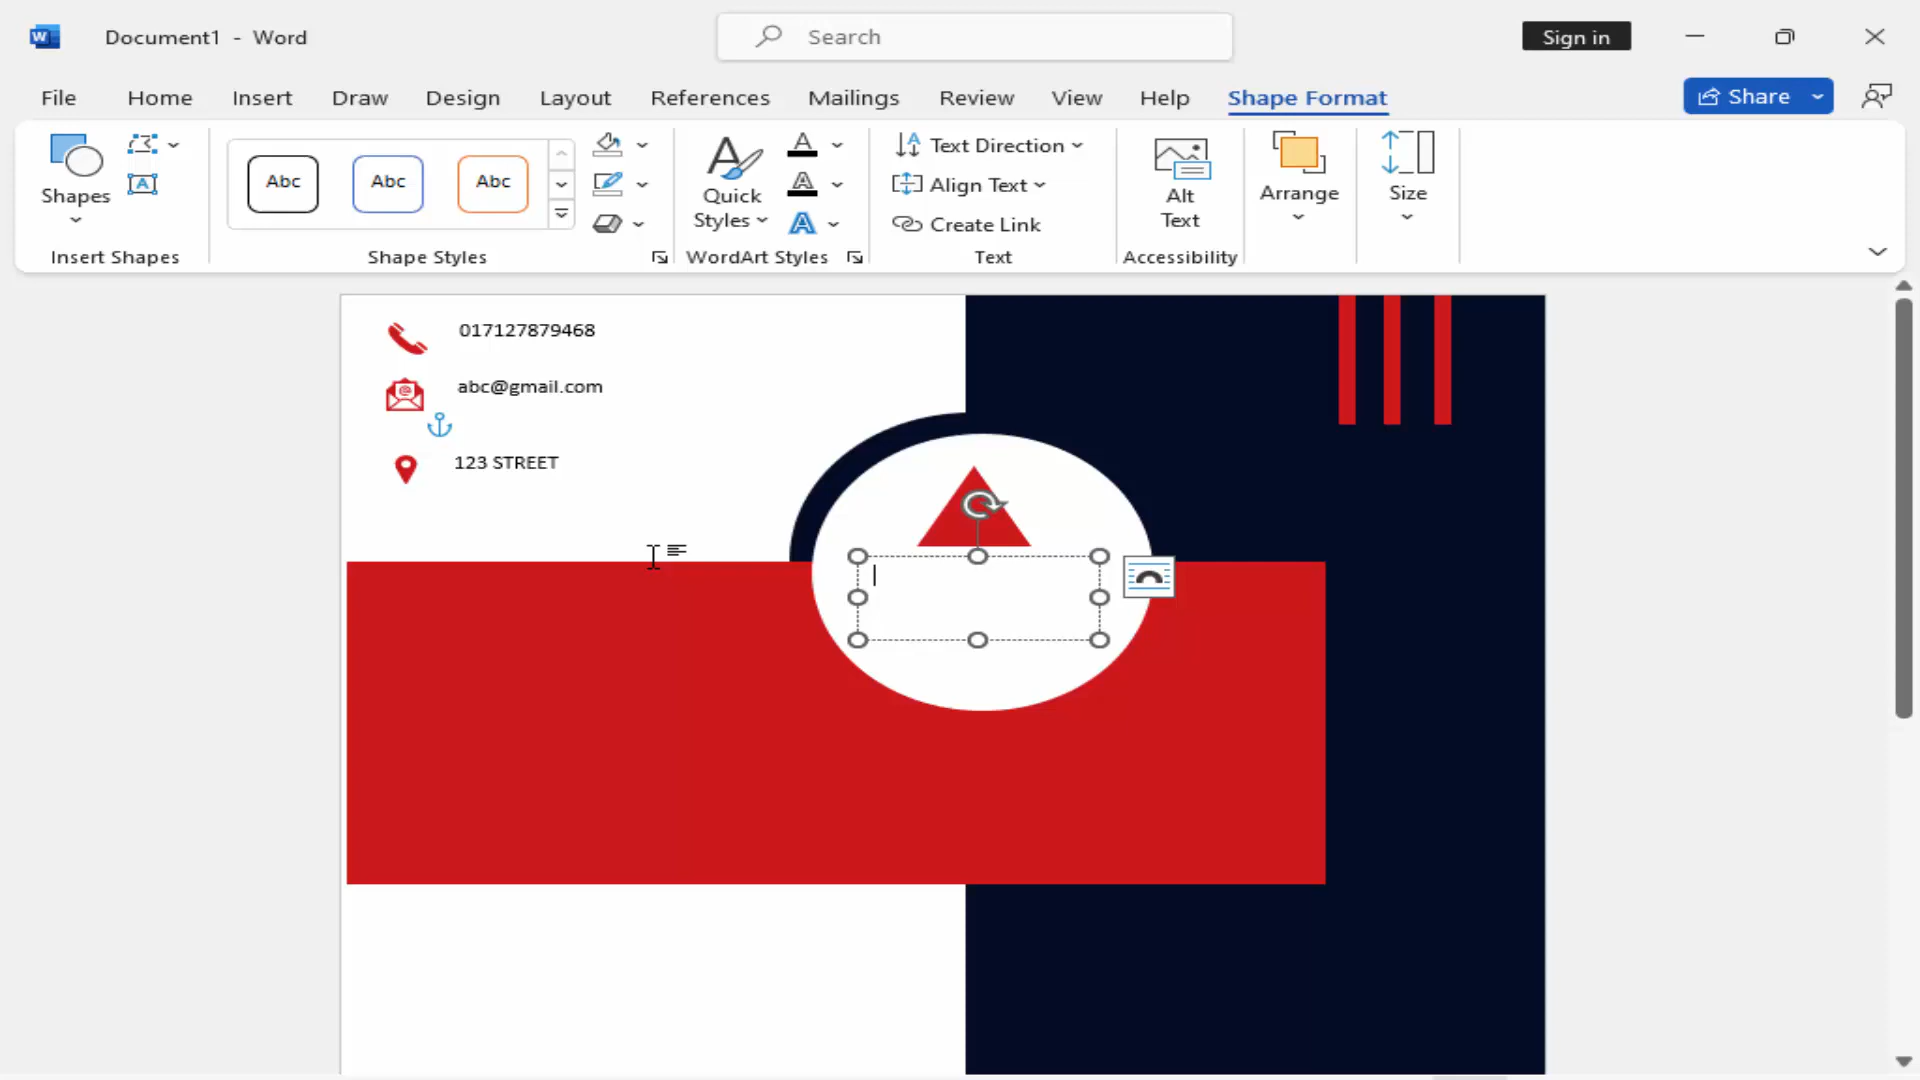 W
Document1 - Word
Search
Sign in
File Home Insert Draw Design Layout References Mailings Review View Help Shape Format
Share
Shapes
Abc Abc Abc
Quick Styles
A
A
A
Text Direction
Align Text
Create Link
Alt Text
Arrange
Size
Insert Shapes
Shape Styles
WordArt Styles
Text
Accessibility
017127879468
abc@gmail.com
123 STREET